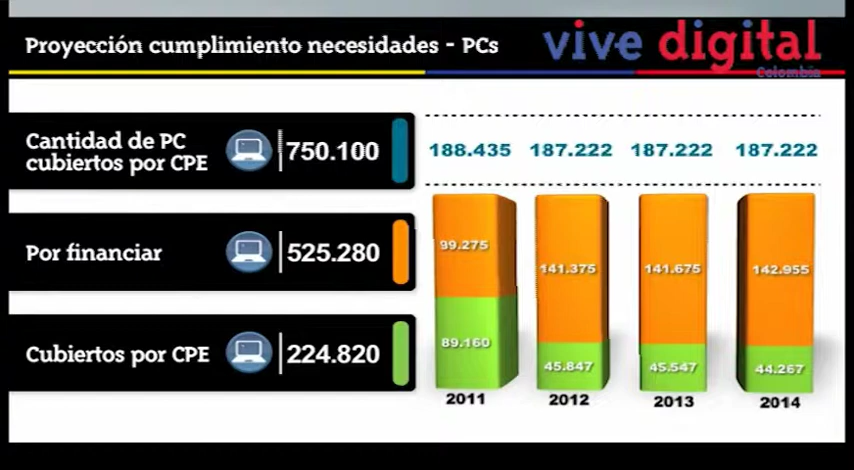 Proyección cumplimiento necesidades - PCs
vive digital
Colombia
Cantidad de PC
cubiertos por CPE
750.100
188.435 187.222 187.222 187.222
Por financiar
525.280
99.275 141.375 141.675 142.955
Cubiertos por CPE
224.820
89.160 45.847 45.547 44.267
2011 2012 2013 2014